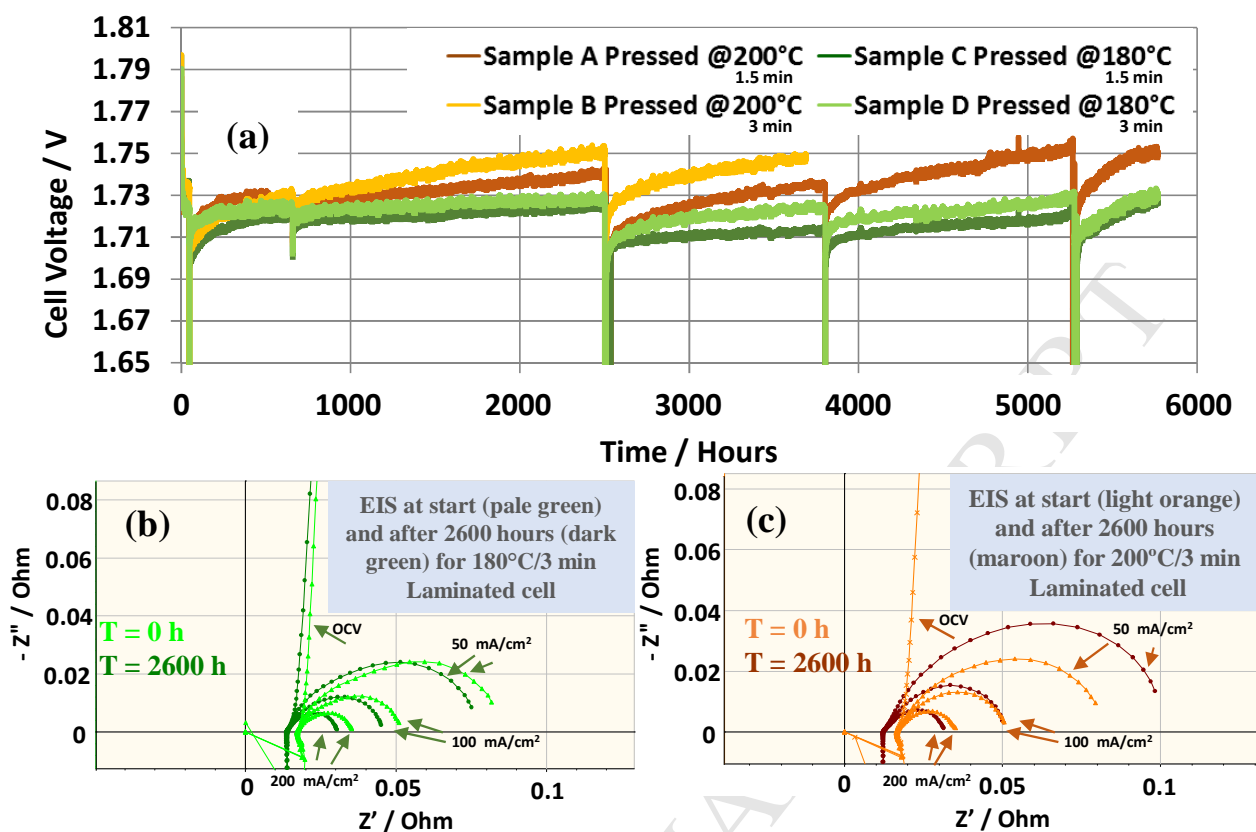 1.81
1.79
1.77
1.75
1.73
1.71
1.69
1.67
1.65
Cell Voltage / V
(a)
Sample A Pressed @200°C
1.5 min
Sample C Pressed @180°C
1.5 min
Sample B Pressed @200°C
3 min
Sample D Pressed @180°C
3 min
0 1000 2000 3000 4000 5000 6000
Time / Hours
0.08
0.06
0.04
0.02
0
- Z" / Ohm
(b)
EIS at start (pale green)
and after 2600 hours (dark
green) for 180°C/3 min
Laminated cell
T = 0 h
T = 2600 h
OCV
50 mA/cm²
100 mA/cm²
200 mA/cm²
0 0.05 0.1
Z' / Ohm
0.08
0.06
0.04
0.02
0
- Z" / Ohm
(c)
EIS at start (light orange)
and after 2600 hours
(maroon) for 200ºC/3 min
Laminated cell
T = 0 h
T = 2600 h
OCV
50 mA/cm²
100 mA/cm²
200 mA/cm²
0 0.05 0.1
Z' / Ohm